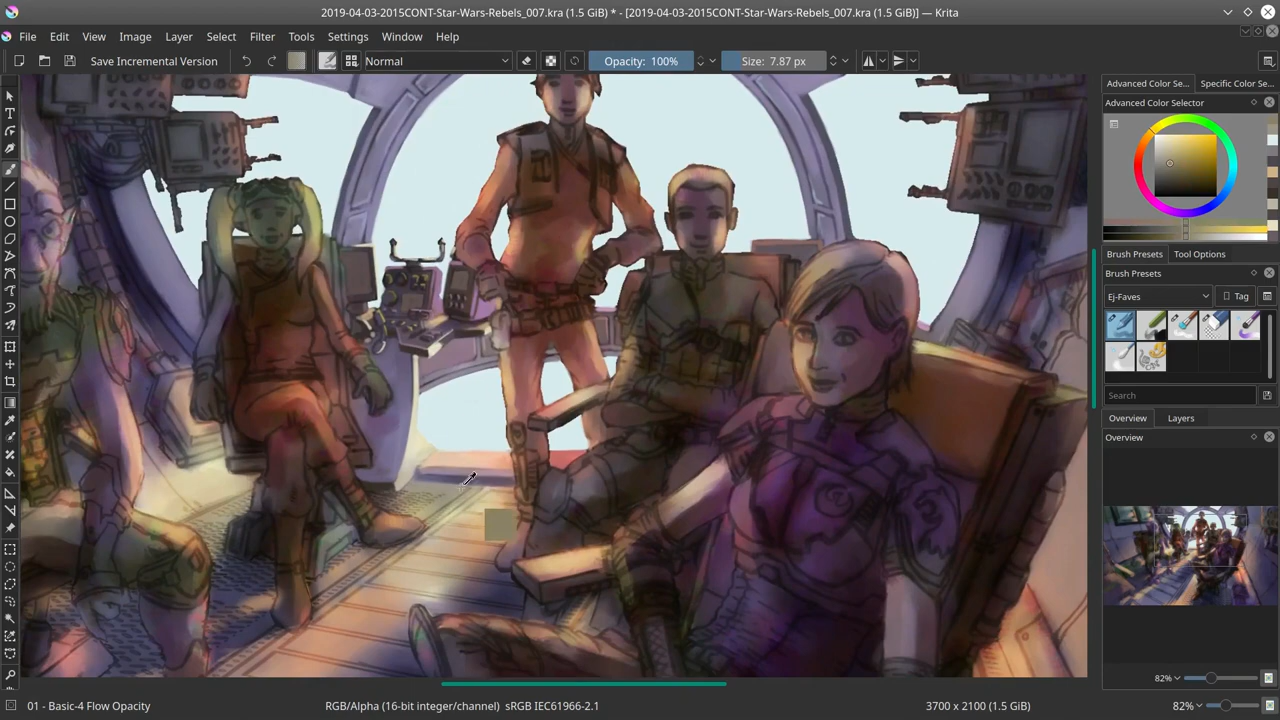 2019-04-03-2015CONT-Star-Wars-Rebels_007.kra (1.5 GiB) * - [2019-04-03-2015CONT-Star-Wars-Rebels_007.kra (1.5 GiB)] — Krita
File Edit View Image Layer Select Filter Tools Settings Window Help
Save Incremental Version Normal Opacity: 100% Size: 7.87 px
Advanced Color Se... Specific Color Se...
Advanced Color Selector
Brush Presets Tool Options
Brush Presets
Ej-Faves Tag
Search
Overview Layers
Overview
82%
01 - Basic-4 Flow Opacity RGB/Alpha (16-bit integer/channel) sRGB IEC61966-2.1 3700 x 2100 (1.5 GiB) 82%